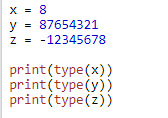 x = 8
y = 87654321
z = -12345678
print(type(x))
print(type(y))
print(type(z))